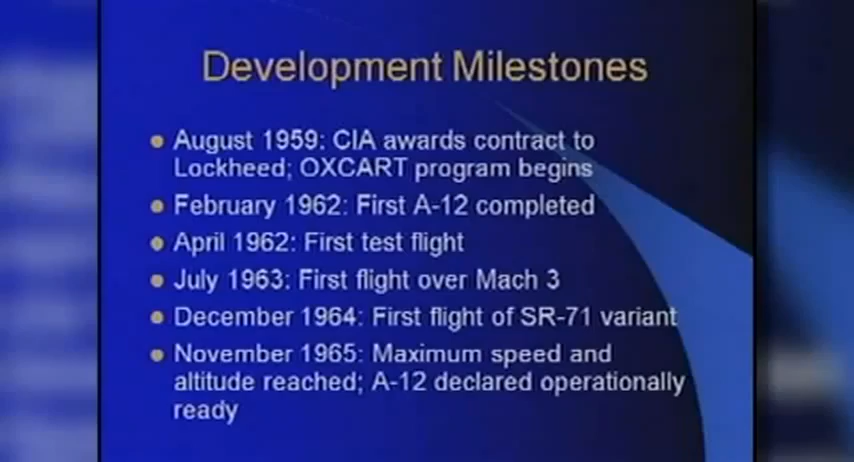 Development Milestones
August 1959: CIA awards contract to
Lockheed; OXCART program begins
February 1962: First A-12 completed
April 1962: First test flight
July 1963: First flight over Mach 3
December 1964: First flight of SR-71 variant
November 1965: Maximum speed and
altitude reached; A-12 declared operationally
ready